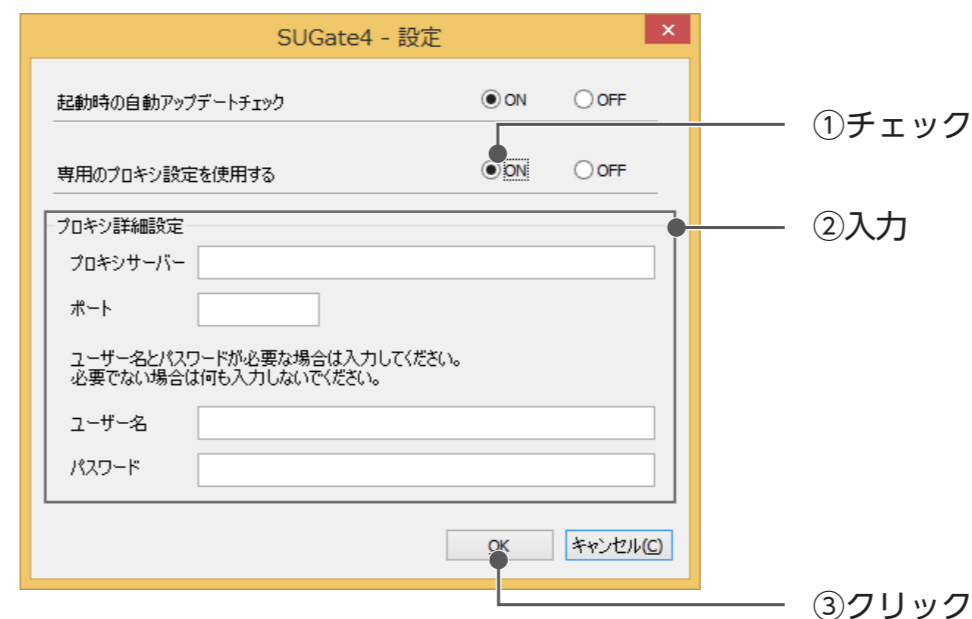 SUGate4 - 設定
×
起動時の自動アップデートチェック ON OFF
①チェック
専用のプロキシ設定を使用する ON OFF
②入力
プロキシ詳細設定
プロキシサーバー
ポート
ユーザー名とパスワードが必要な場合は入力してください。
必要でない場合は何も入力しないでください。
ユーザー名
パスワード
OK キャンセル(C)
③クリック